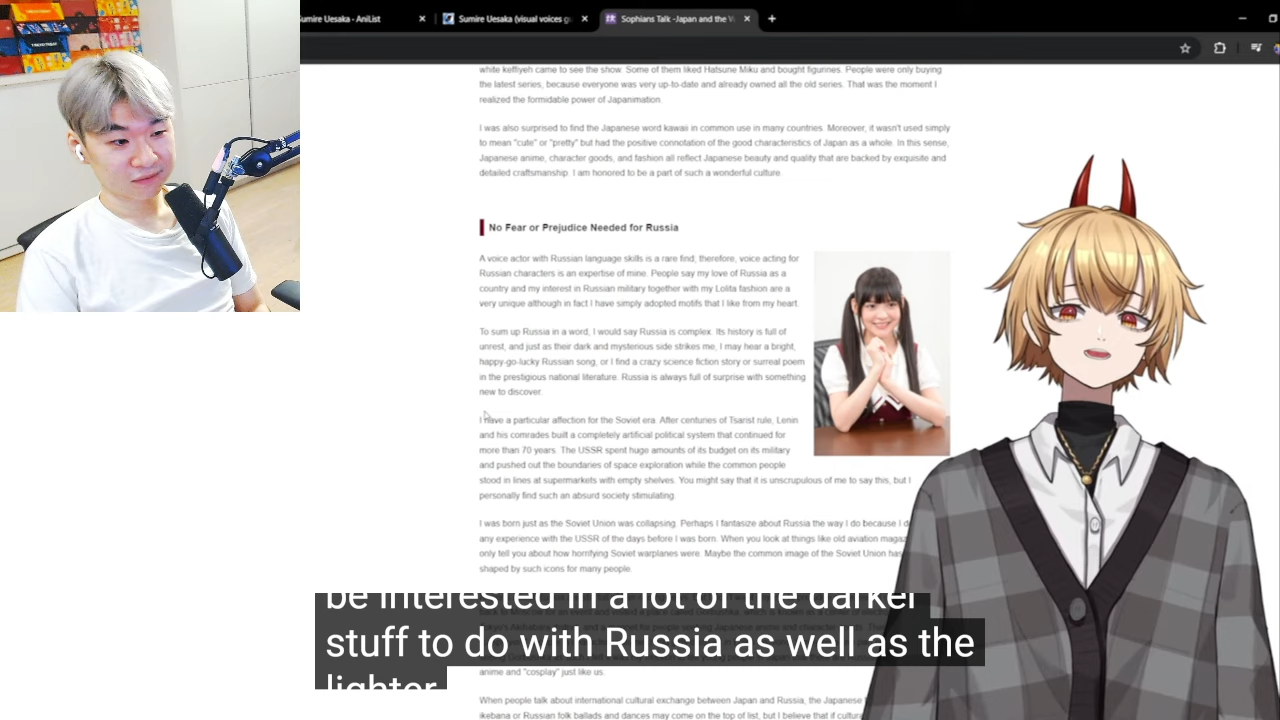 Sumire Uesaka - AniList
Sumire Uesaka (visual voices
Sophians Talk -Japan and the
white keffiyeh came to see the show. Some of them liked Hatsune Miku and bought figurines. People were only buying
the latest series, because everyone was very up-to-date and already owned all the old series. That was the moment I
realized the formidable power of Japanimation.
I was also surprised to find the Japanese word kawaii in common use in many countries. Moreover, it wasn't used simply
to mean "cute" or "pretty" but had the positive connotation of the good characteristics of Japan as a whole. In this sense,
Japanese anime, character goods, and fashion all reflect Japanese beauty and quality that are backed by exquisite and
detailed craftsmanship. I am honored to be a part of such a wonderful culture.
No Fear or Prejudice Needed for Russia
A voice actor with Russian language skills is a rare find, therefore, voice acting for
Russian characters is an expertise of mine. People say my love of Russia as a
country and my interest in Russian military together with my Lolita fashion are a
very unique although in fact I have simply adopted motifs that I like from my heart.
To sum up Russia in a word, I would say Russia is complex. Its history is full of
unrest, and just as their dark and mysterious side strikes me, I may hear a bright,
happy-go-lucky Russian song, or I find a crazy science fiction story or surreal poem
in the prestigious national literature. Russia is always full of surprise with something
new to discover.
I have a particular affection for the Soviet era. After centuries of Tsarist rule, Lenin
and his comrades built a completely artificial political system that continued for
more than 70 years. The USSR spent huge amounts of its budget on its military
and pushed out the boundaries of space exploration while the common people
stood in lines at supermarkets with empty shelves. You might say that it is unscrupulous of me to say this, but I
personally find such an absurd society stimulating.
I was born just as the Soviet Union was collapsing. Perhaps I fantasize about Russia the way I do because I d
any experience with the USSR of the days before I was born. When you look at things like old aviation magaz
only tell you about how horrifying Soviet warplanes were. Maybe the common image of the Soviet Union has
shaped by such icons for many people.
be interested in a lot of the darker
stuff to do with Russia as well as the
lighter
anime and "cosplay" just like us.
When people talk about international cultural exchange between Japan and Russia, the Japanese
ikebana or Russian folk ballads and dances may come on the top of list, but I believe that if cultura